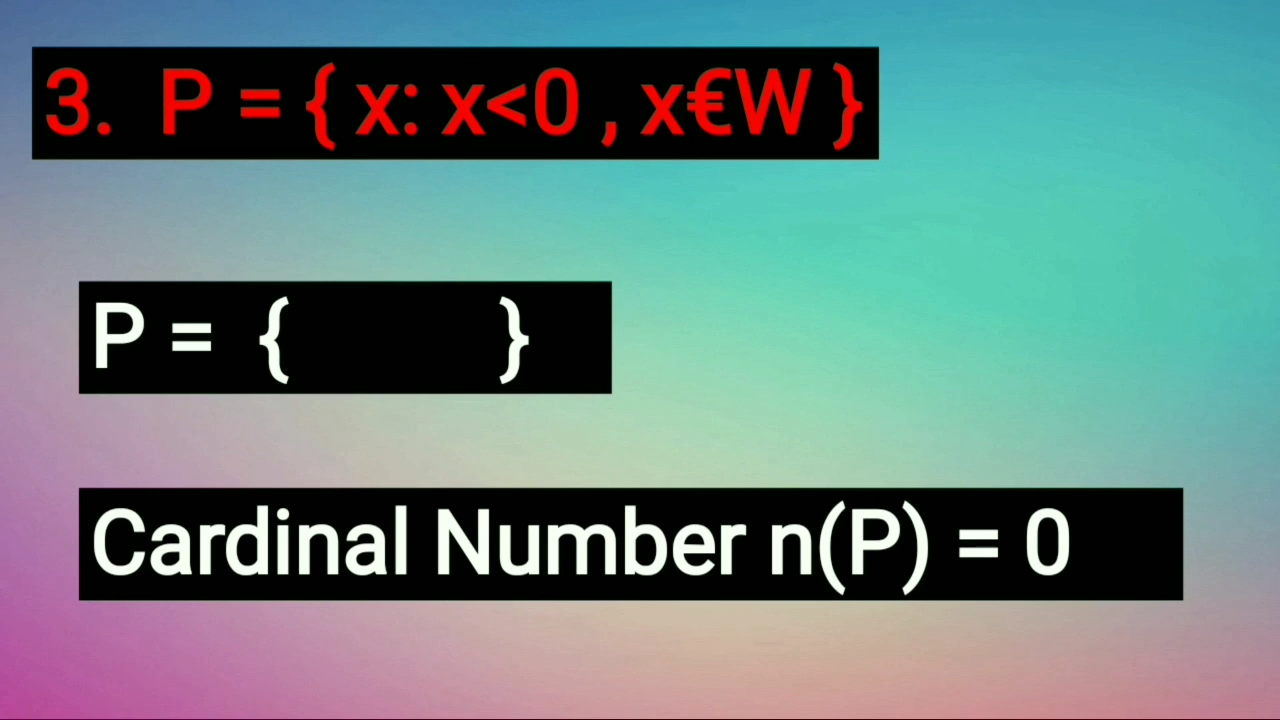 3. P = { x: x<0 , x€W }
P = { }
Cardinal Number n(P) = 0